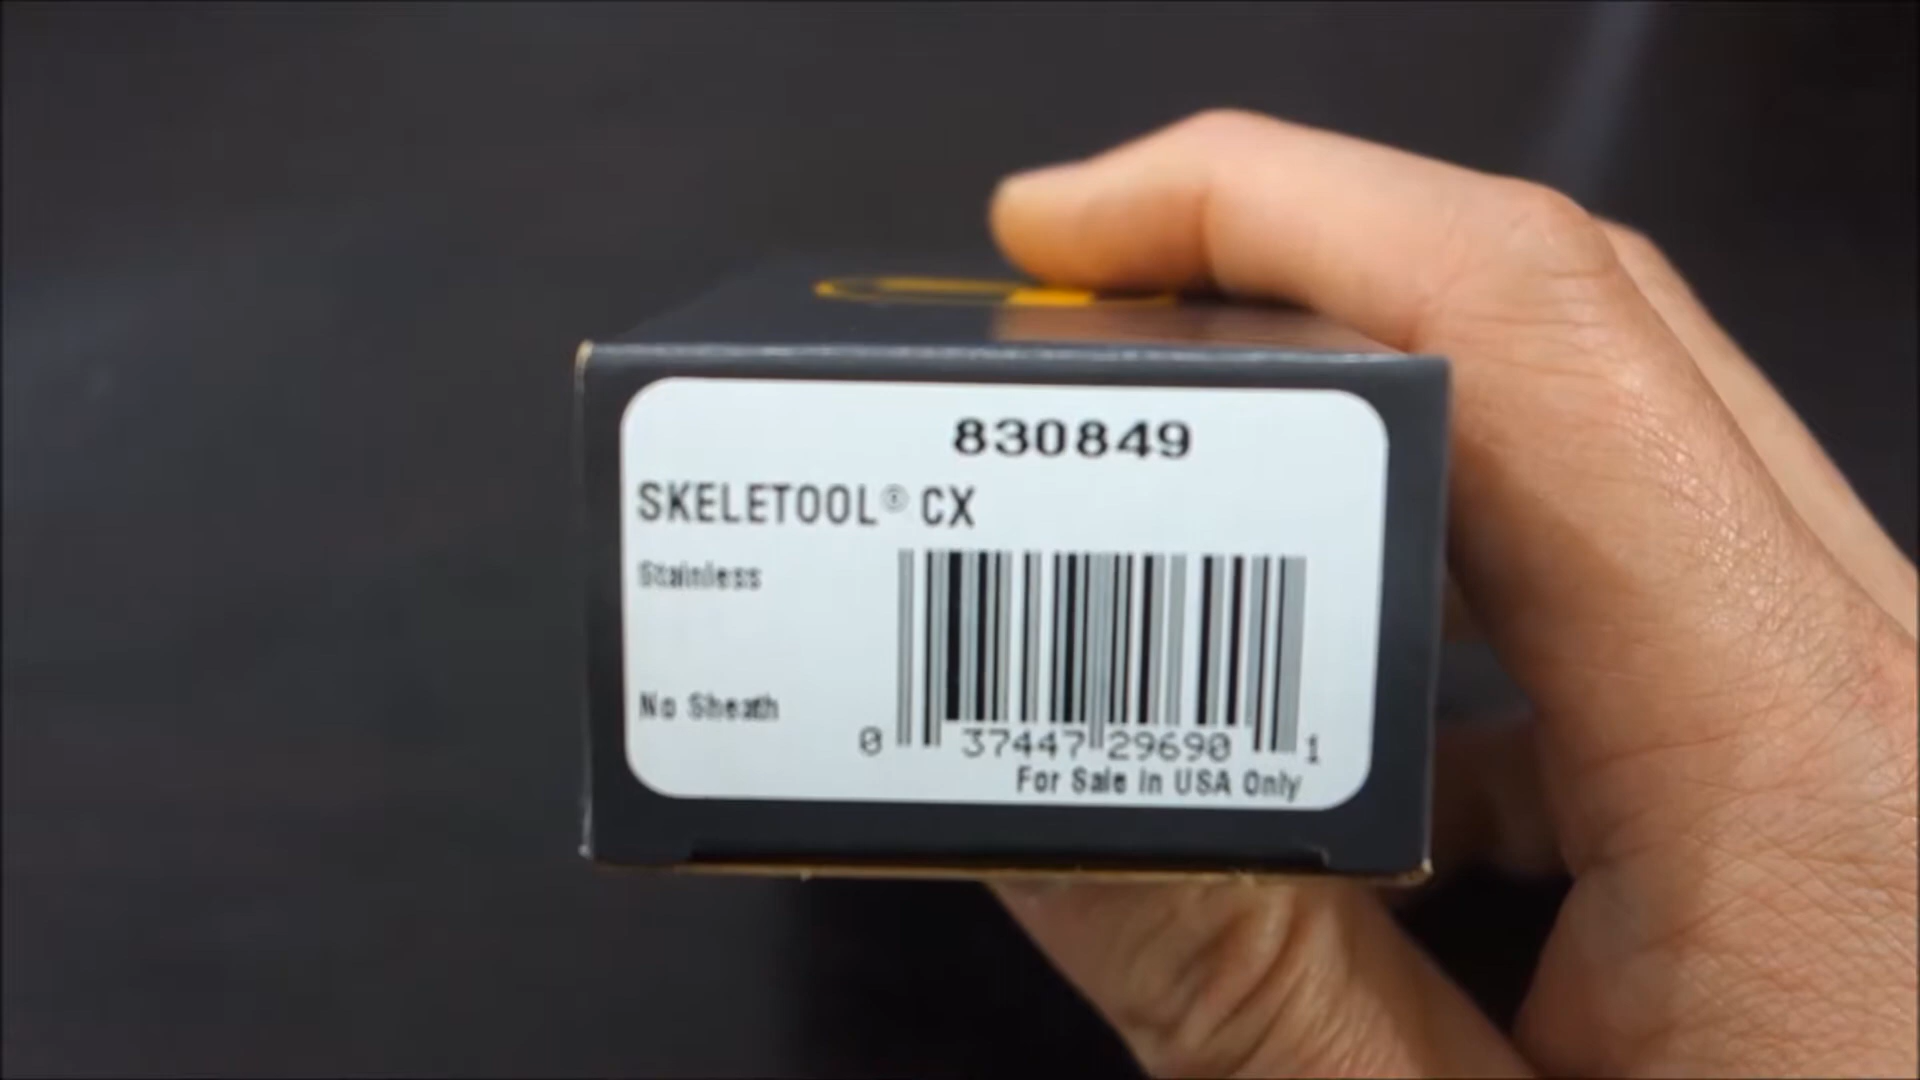 830849
SKELETOOL® CX
Stainless
No Sheath
0 37447 29690 1
For Sale in USA Only